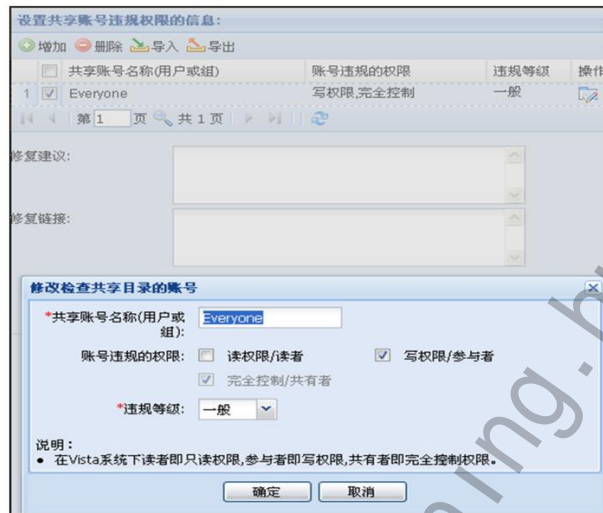 设置共享账号违规权限的信息:
增加 删除 导入 导出
共享账号名称(用户或组) 账号违规的权限 违规等级 操作
1 Everyone 写权限,完全控制 一般
第 1 页 共 1 页
修复建议:
修复链接:
修改检查共享目录的账号
*共享账号名称(用户或组): Everyone
账号违规的权限: 读权限/读者 写权限/参与者
完全控制/共有者
*违规等级: 一般
说明:
• 在Vista系统下读者即只读权限,参与者即写权限,共有者即完全控制权限。
确定 取消